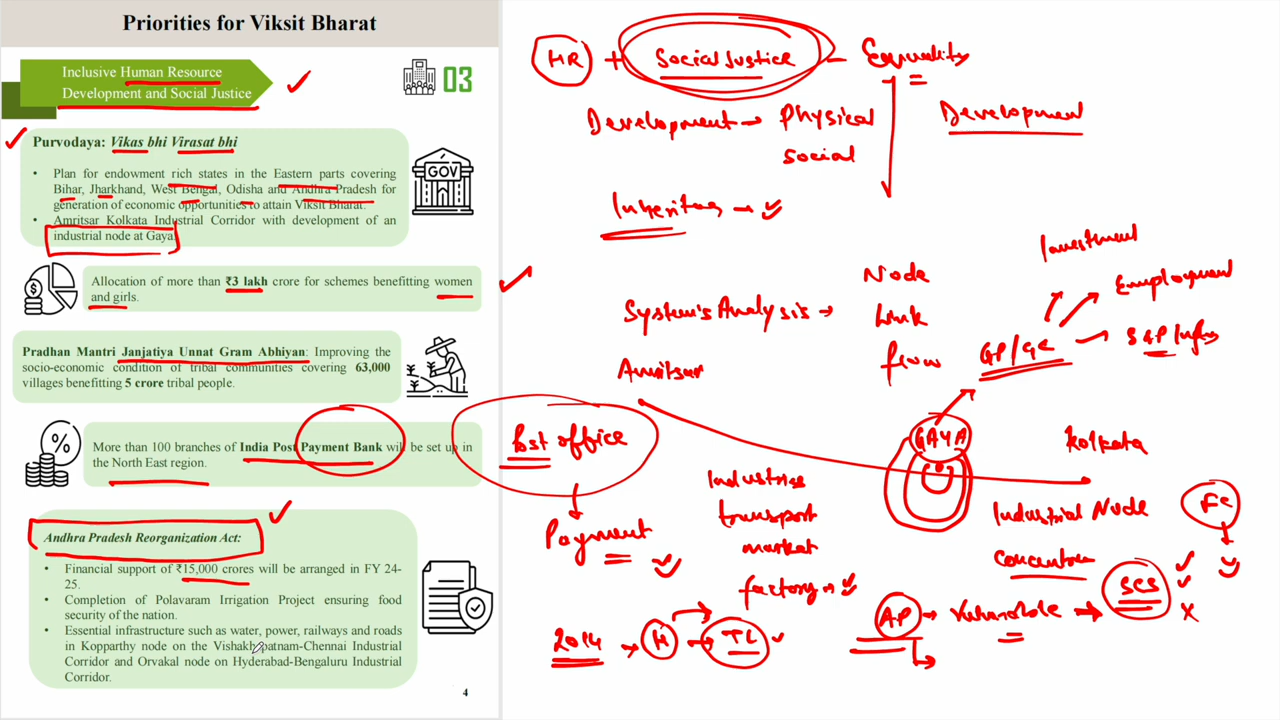 Priorities for Viksit Bharat
Inclusive Human Resource
Development and Social Justice
03
Purvodaya: Vikas bhi Virasat bhi
GOV
• Plan for endowment rich states in the Eastern parts covering
Bihar, Jharkhand, West Bengal, Odisha and Andhra Pradesh for
generation of economic opportunities to attain Viksit Bharat.
• Amritsar Kolkata Industrial Corridor with development of an
industrial node at Gaya.
Allocation of more than ₹3 lakh crore for schemes benefitting women
and girls.
Pradhan Mantri Janjatiya Unnat Gram Abhiyan: Improving the
socio-economic condition of tribal communities covering 63,000
villages benefitting 5 crore tribal people.
More than 100 branches of India Post Payment Bank will be set up in
the North East region.
Andhra Pradesh Reorganization Act:
• Financial support of ₹15,000 crores will be arranged in FY 24-
25.
• Completion of Polavaram Irrigation Project ensuring food
security of the nation.
• Essential infrastructure such as water, power, railways and roads
in Kopparthy node on the Vishakhapatnam-Chennai Industrial
Corridor and Orvakal node on Hyderabad-Bengaluru Industrial
Corridor.
4
HR + Social Justice – Equality
Development → Physical
Social
Development
System's Analysis →
Node
Link
flow
Investment
Employment
GP/GC
Amritsar
GAYA
Kolkata
Post office
Payment
Industries
transport
market
factory
Industrial Node
FC
2014 → H → TL
AP → Vulnerable → SCS